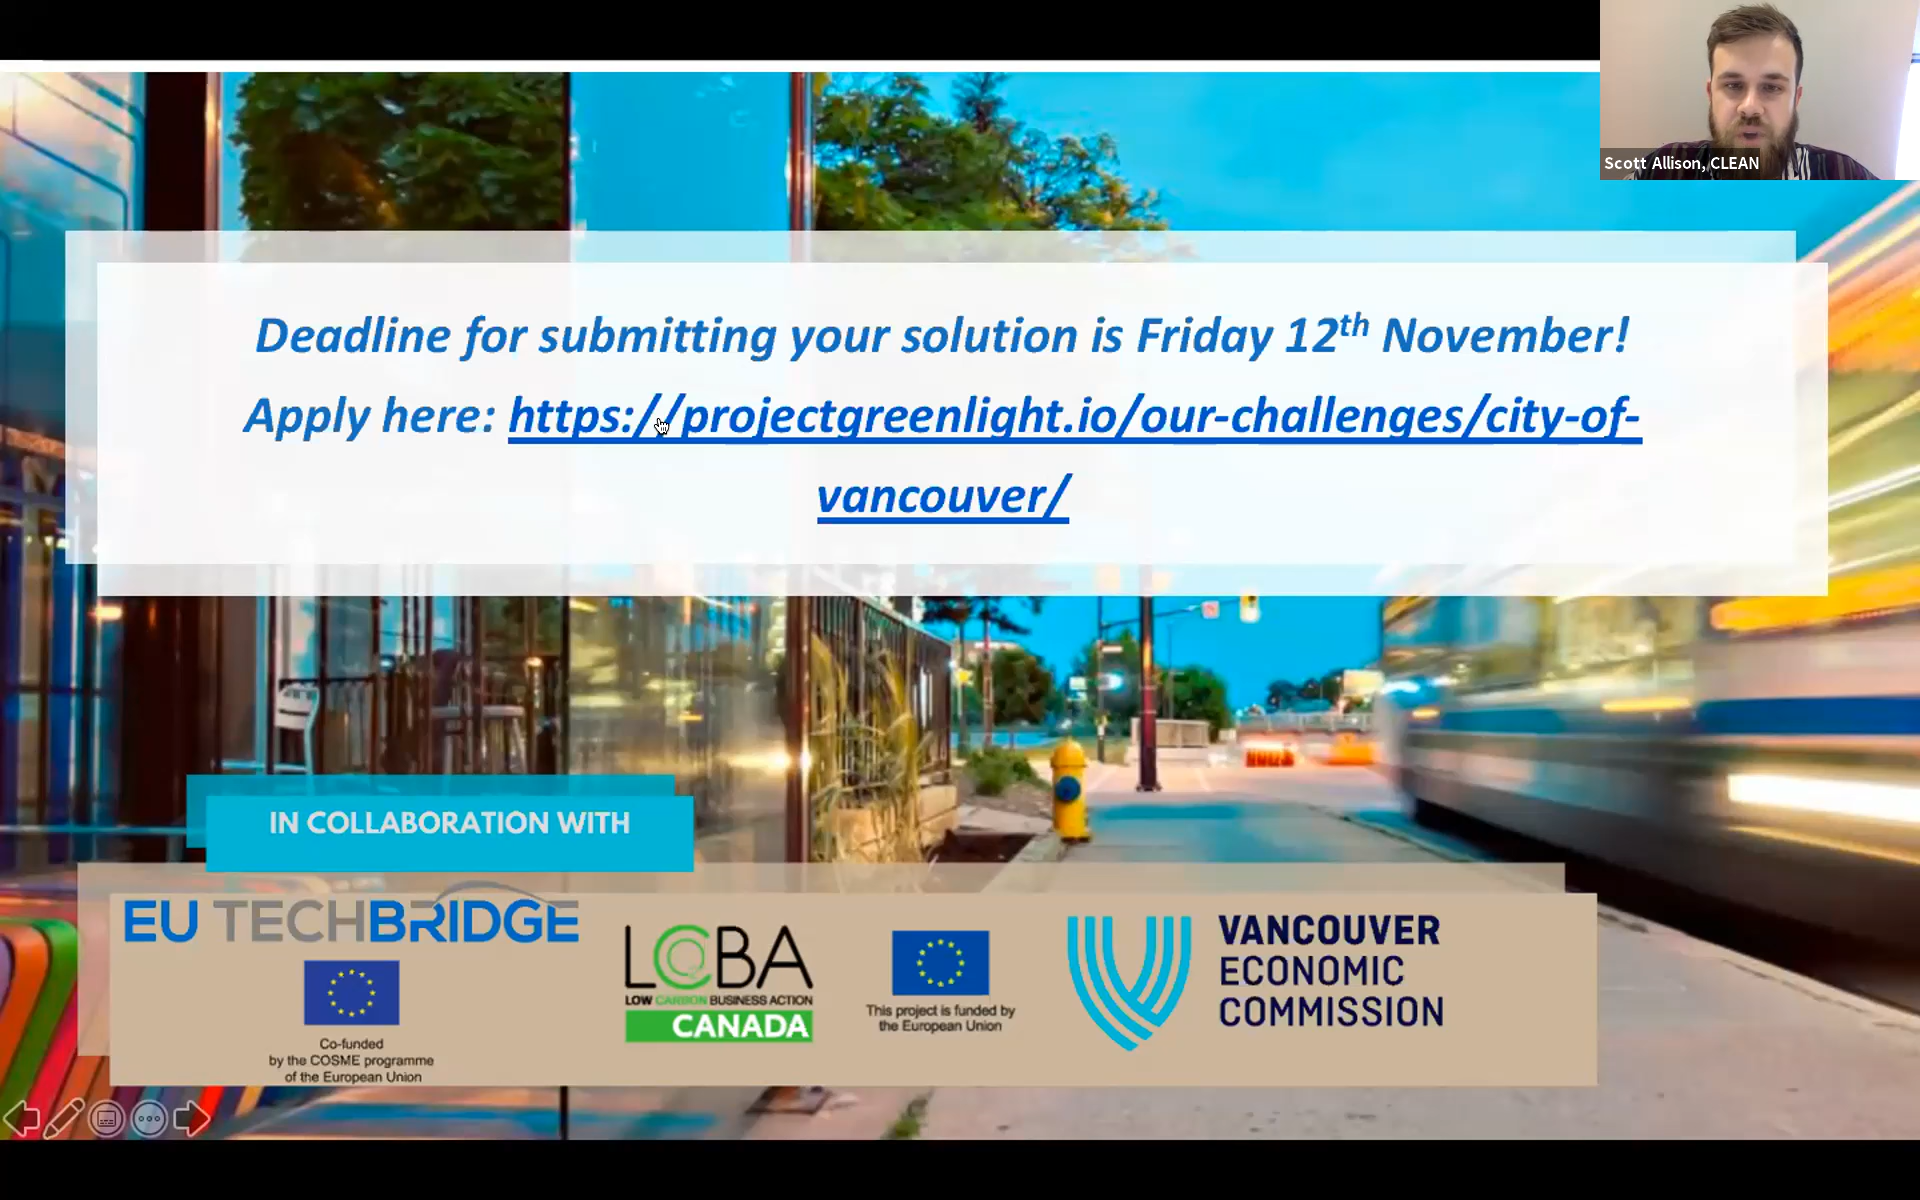 Scott Allison, CLEAN
Deadline for submitting your solution is Friday 12th November!
Apply here: https://projectgreenlight.io/our-challenges/city-of-
vancouver/
IN COLLABORATION WITH
EU TECHBRIDGE
Co-funded
by the COSME programme
of the European Union
LCBA
LOW CARBON BUSINESS ACTION
CANADA
This project is funded by
the European Union
VANCOUVER
ECONOMIC
COMMISSION